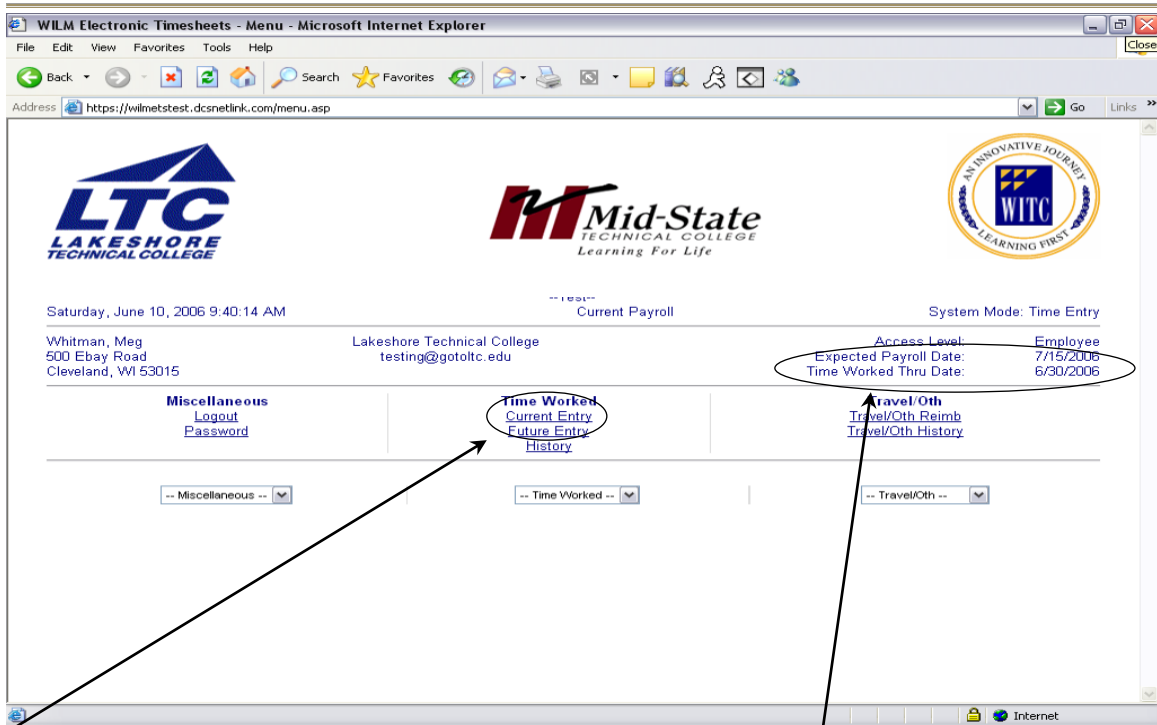 WILM Electronic Timesheets - Menu - Microsoft Internet Explorer
Close
File Edit View Favorites Tools Help
Back Search Favorites
Address https://wilmetstest.dcsnetlink.com/menu.asp Go Links »
LTC
LAKESHORE
TECHNICAL COLLEGE
Mid-State
TECHNICAL COLLEGE
Learning For Life
AN INNOVATIVE JOURNEY
WITC
LEARNING FIRST
--Test--
Saturday, June 10, 2006 9:40:14 AM Current Payroll System Mode: Time Entry
Whitman, Meg Lakeshore Technical College Access Level: Employee
500 Ebay Road testing@gotoltc.edu Expected Payroll Date: 7/15/2006
Cleveland, WI 53015 Time Worked Thru Date: 6/30/2006
Miscellaneous Time Worked Travel/Oth
Logout Current Entry Travel/Oth Reimb
Password Future Entry Travel/Oth History
History
-- Miscellaneous -- -- Time Worked -- -- Travel/Oth --
Internet